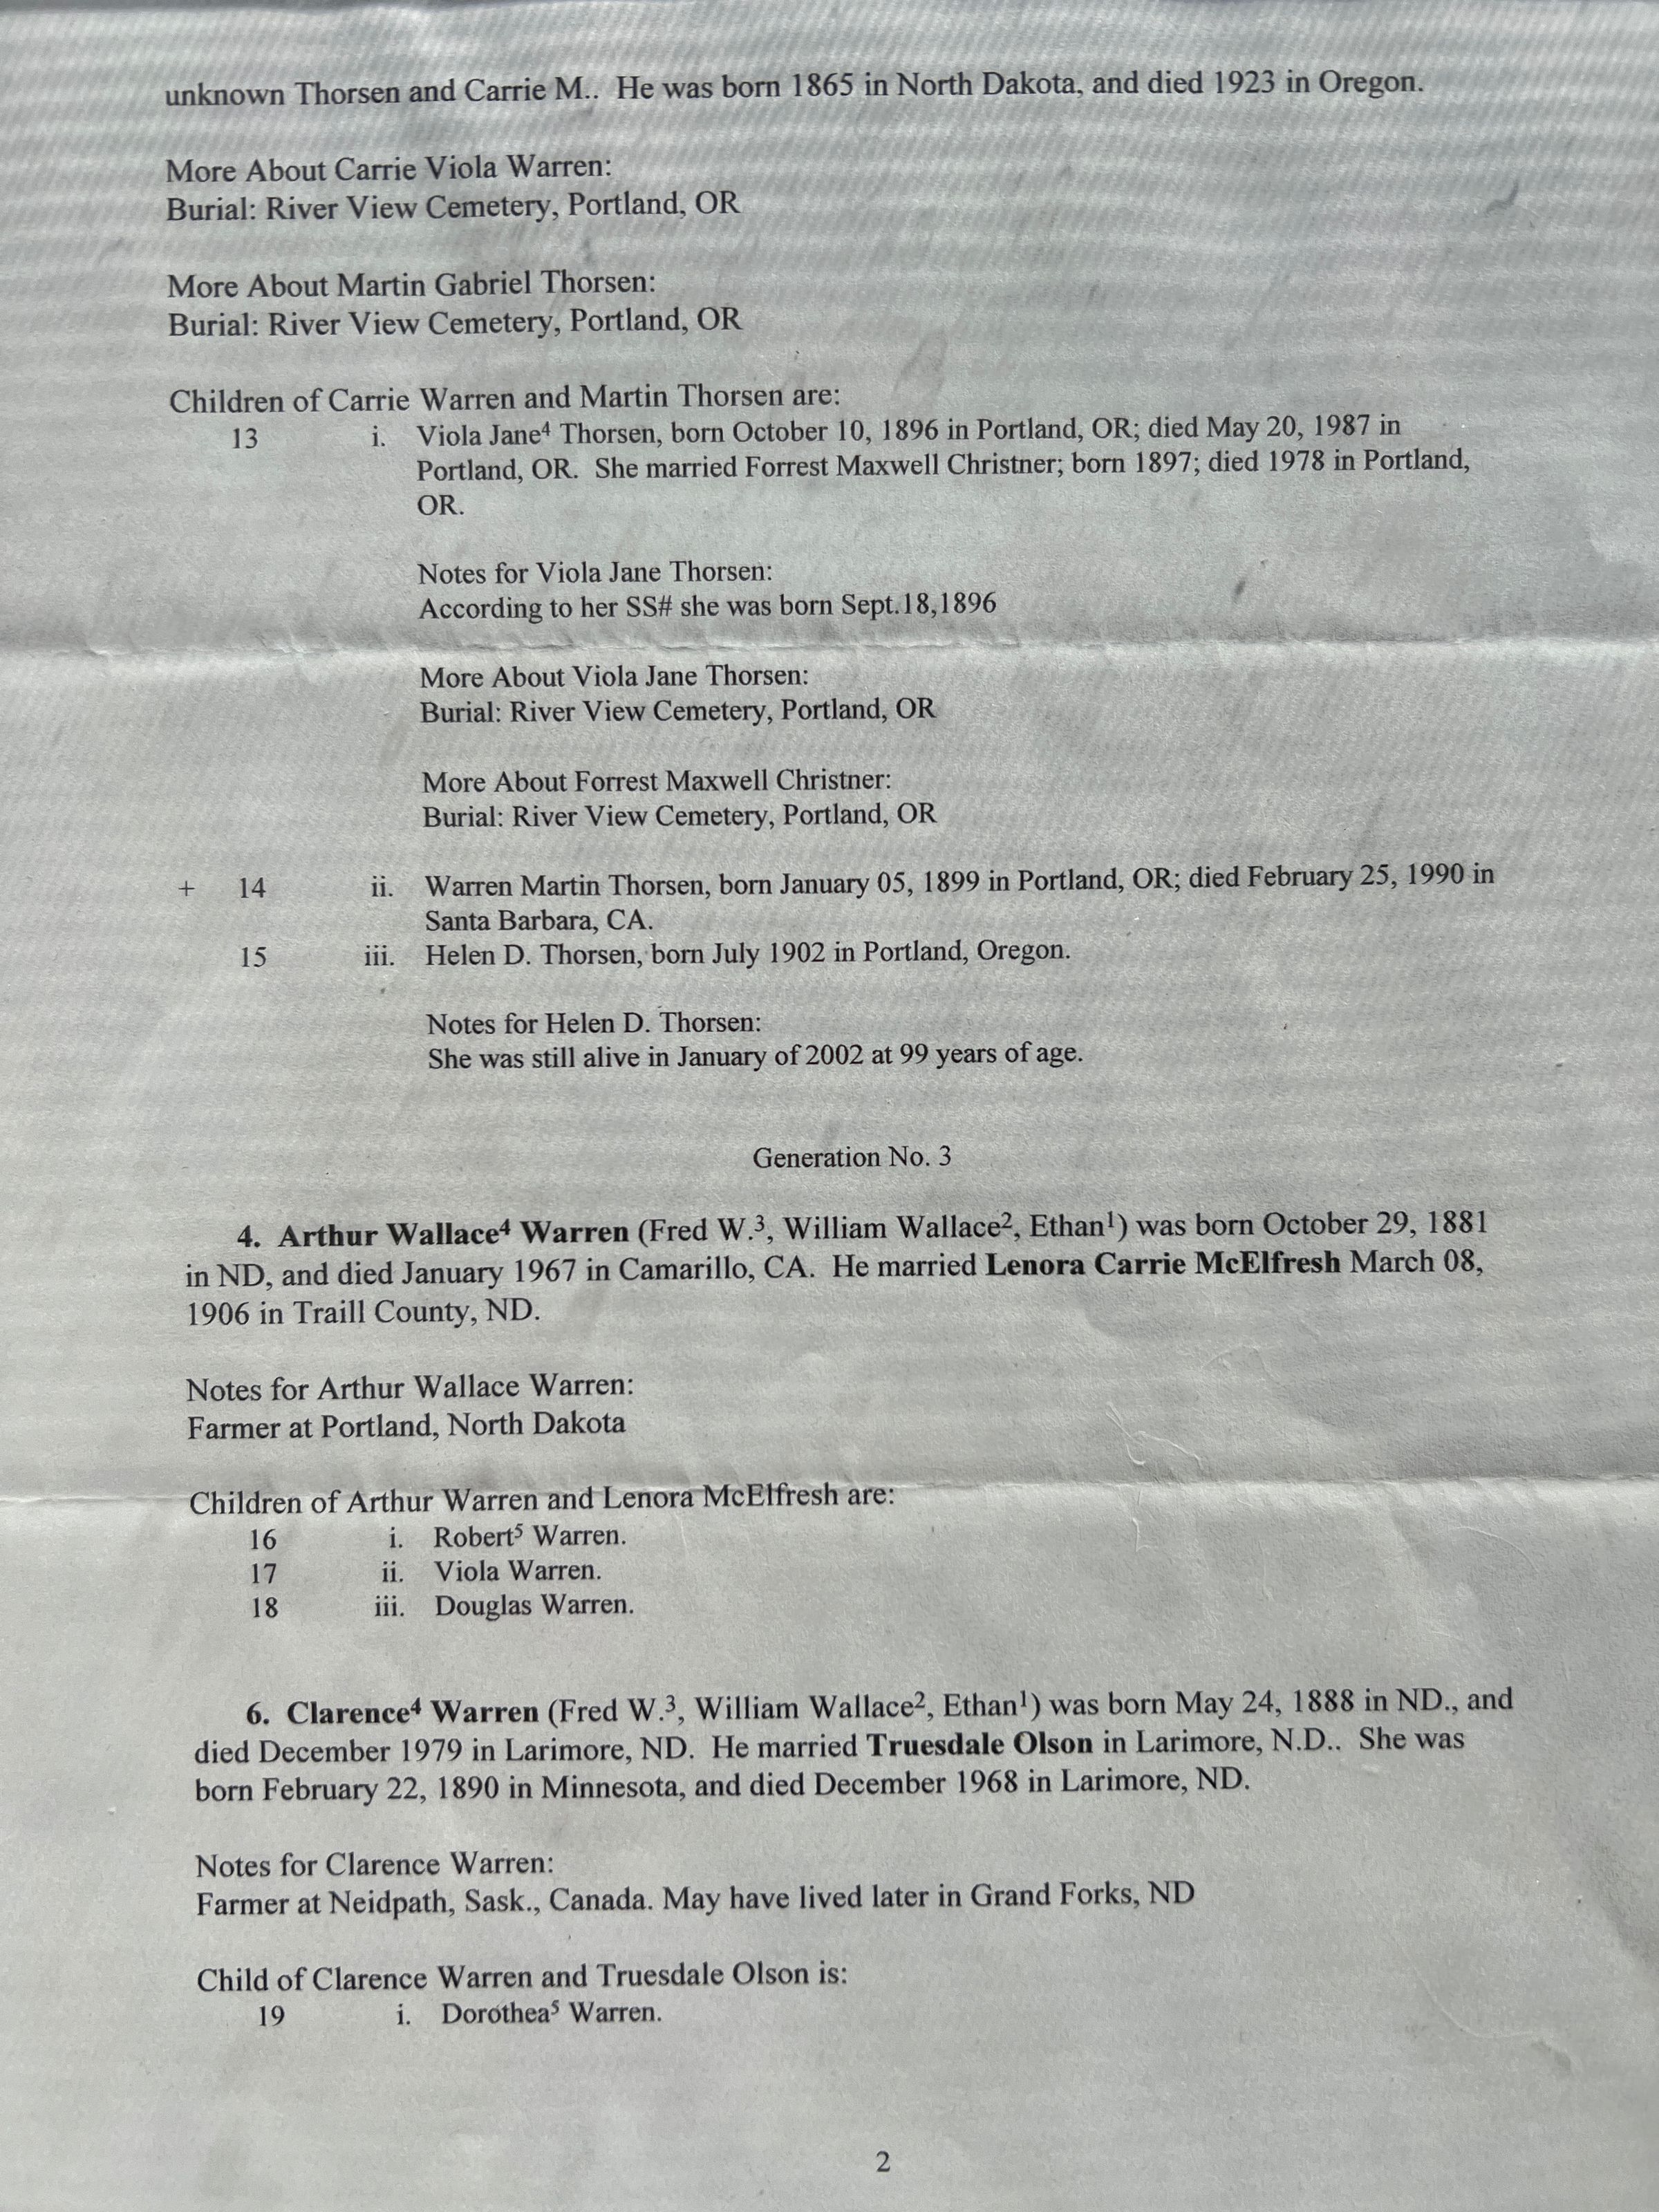 unknown Thorsen and Carrie M.. He was born 1865 in North Dakota, and died 1923 in Oregon.
More About Carrie Viola Warren:
Burial: River View Cemetery, Portland, OR
More About Martin Gabriel Thorsen:
Burial: River View Cemetery, Portland, OR
Children of Carrie Warren and Martin Thorsen are:
13 i. Viola Jane⁴ Thorsen, born October 10, 1896 in Portland, OR; died May 20, 1987 in
Portland, OR. She married Forrest Maxwell Christner; born 1897; died 1978 in Portland,
OR.
Notes for Viola Jane Thorsen:
According to her SS# she was born Sept.18,1896
More About Viola Jane Thorsen:
Burial: River View Cemetery, Portland, OR
More About Forrest Maxwell Christner:
Burial: River View Cemetery, Portland, OR
+ 14 ii. Warren Martin Thorsen, born January 05, 1899 in Portland, OR; died February 25, 1990 in
Santa Barbara, CA.
15 iii. Helen D. Thorsen, born July 1902 in Portland, Oregon.
Notes for Helen D. Thorsen:
She was still alive in January of 2002 at 99 years of age.
Generation No. 3
4. Arthur Wallace⁴ Warren (Fred W.³, William Wallace², Ethan¹) was born October 29, 1881
in ND, and died January 1967 in Camarillo, CA. He married Lenora Carrie McElfresh March 08,
1906 in Traill County, ND.
Notes for Arthur Wallace Warren:
Farmer at Portland, North Dakota
Children of Arthur Warren and Lenora McElfresh are:
16 i. Robert⁵ Warren.
17 ii. Viola Warren.
18 iii. Douglas Warren.
6. Clarence⁴ Warren (Fred W.³, William Wallace², Ethan¹) was born May 24, 1888 in ND., and
died December 1979 in Larimore, ND. He married Truesdale Olson in Larimore, N.D.. She was
born February 22, 1890 in Minnesota, and died December 1968 in Larimore, ND.
Notes for Clarence Warren:
Farmer at Neidpath, Sask., Canada. May have lived later in Grand Forks, ND
Child of Clarence Warren and Truesdale Olson is:
19 i. Dorothea⁵ Warren.
2